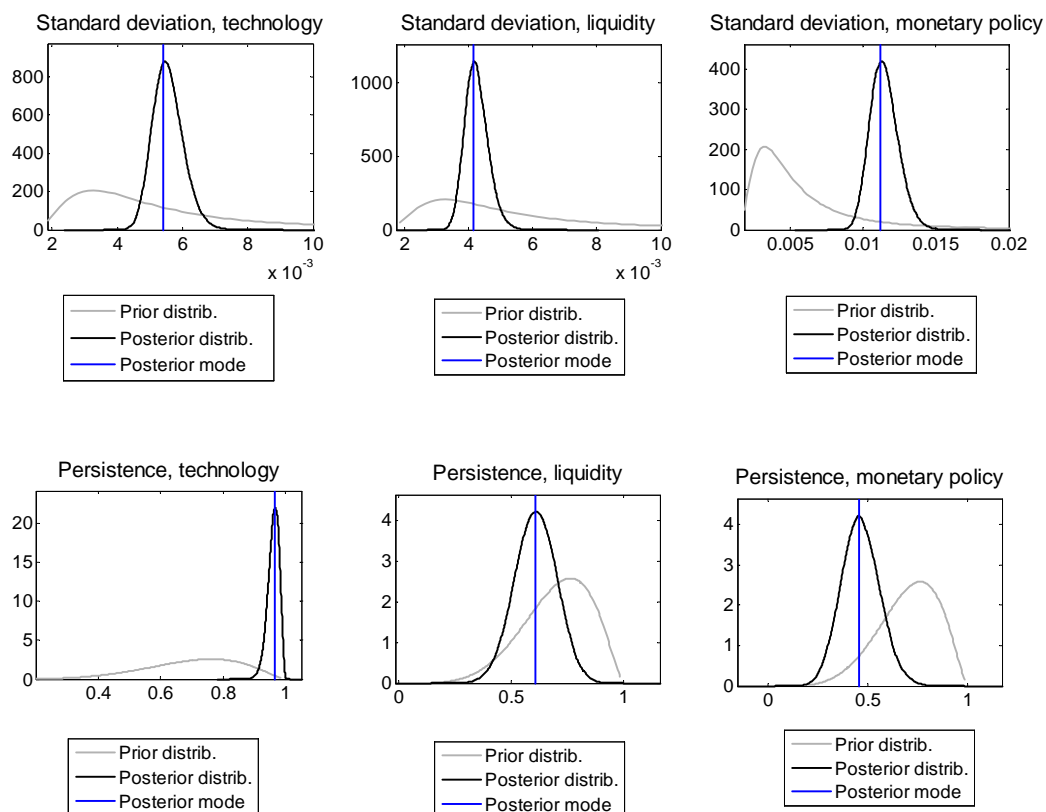 Standard deviation, technology
800
600
400
200
0
2 4 6 8 10
x 10^-3
Prior distrib.
Posterior distrib.
Posterior mode
Standard deviation, liquidity
1000
500
0
2 4 6 8 10
x 10^-3
Prior distrib.
Posterior distrib.
Posterior mode
Standard deviation, monetary policy
400
300
200
100
0
0.005 0.01 0.015 0.02
Prior distrib.
Posterior distrib.
Posterior mode
Persistence, technology
20
15
10
5
0
0.4 0.6 0.8 1
Prior distrib.
Posterior distrib.
Posterior mode
Persistence, liquidity
4
3
2
1
0
0 0.5 1
Prior distrib.
Posterior distrib.
Posterior mode
Persistence, monetary policy
4
3
2
1
0
0 0.5 1
Prior distrib.
Posterior distrib.
Posterior mode